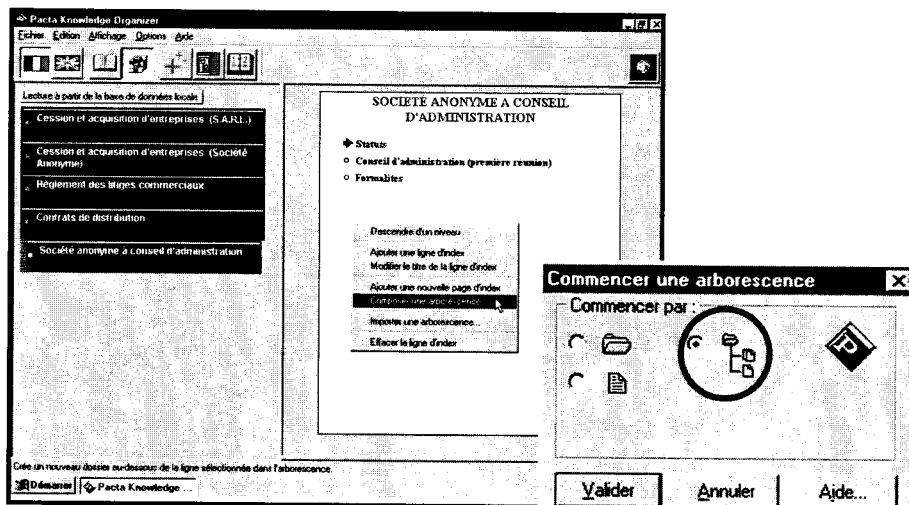 Pacta Knowledge Organizer
Fichier Edition Affichage Options Aide
Lecture à partir de la base de données locale
Cession et acquisition d'entreprises (S.A.R.L.)
Cession et acquisition d'entreprises (Société
Anonyme)
Règlement des litiges commerciaux
Contrats de distribution
Société anonyme à conseil d'administration
SOCIETE ANONYME A CONSEIL
D'ADMINISTRATION
Statuts
Conseil d'administration (premiere reunion)
Formalites
Descendre d'un niveau
Ajouter une ligne d'index
Modifier le titre de la ligne d'index
Ajouter une nouvelle page d'index
Composer une arborescence...
Importer une arborescence...
Effacer la ligne d'index
Crée un nouveau dossier au-dessous de la ligne sélectionnée dans l'arborescence.
Démarrer
Pacta Knowledge ...
Commencer une arborescence
Commencer par :
Valider
Annuler
Aide...